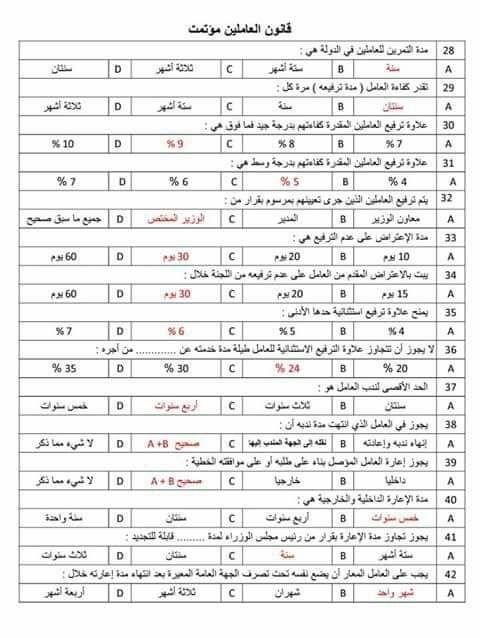 قانون العاملين مؤتمت
28 مدة التمرين للعاملين في الدولة هي :
A سنة B ستة أشهر C ثلاثة أشهر D سنتان
29 تقدر كفاءة العامل ( مدة ترفيعه ) مرة كل :
A سنتان B سنة C ستة أشهر D ثلاثة أشهر
30 علاوة ترفيع العاملين المقدرة كفاءتهم بدرجة جيد فما فوق هي :
A 7 % B 8 % C 9 % D 10 %
31 علاوة ترفيع العاملين المقدرة كفاءتهم بدرجة وسط هي :
A 4 % B 5 % C 6 % D 7 %
32 يتم ترفيع العاملين الذين جرى تعيينهم بمرسوم بقرار من :
A معاون الوزير B المدير C الوزير المختص D جميع ما سبق صحيح
33 مدة الإعتراض على عدم الترفيع هي :
A 10 يوم B 20 يوم C 30 يوم D 60 يوم
34 يبت بالاعتراض المقدم من العامل على عدم ترفيعه من اللجنة خلال :
A 15 يوم B 20 يوم C 30 يوم D 60 يوم
35 يمنح علاوة ترفيع استثنائية حدها الأدنى :
A 4 % B 5 % C 6 % D 7 %
36 لا يجوز أن تتجاوز علاوة الترفيع الاستثنائية للعامل طيلة مدة خدمته عن ............. من أجره :
A 20 % B 24 % C 30 % D 35 %
37 الحد الأقصى لندب العامل هو :
A سنتان B ثلاث سنوات C أربع سنوات D خمس سنوات
38 يجوز في العامل الذي انتهت مدة ندبه أن :
A إنهاء ندبه وإعادته B نقله إلى الجهة المنتدب إليها C صحيح A +B D لا شيء مما ذكر
39 يجوز إعارة العامل المؤصل بناء على طلبه أو على موافقته الخطية :
A داخليا B خارجيا C صحيح A + B D لا شيء مما ذكر
40 مدة الإعارة الداخلية والخارجية هي :
A خمس سنوات B أربع سنوات C سنتان D سنة واحدة
41 يجوز تجاوز مدة الإعارة بقرار من رئيس مجلس الوزراء لمدة ......... قابلة للتجديد :
A ستة أشهر B سنة C سنتان D ثلاث سنوات
42 يجب على العامل المعار أن يضع نفسه تحت تصرف الجهة العامة المعيرة بعد انتهاء مدة إعارته خلال :
A شهر واحد B شهران C ثلاثة أشهر D أربعة أشهر